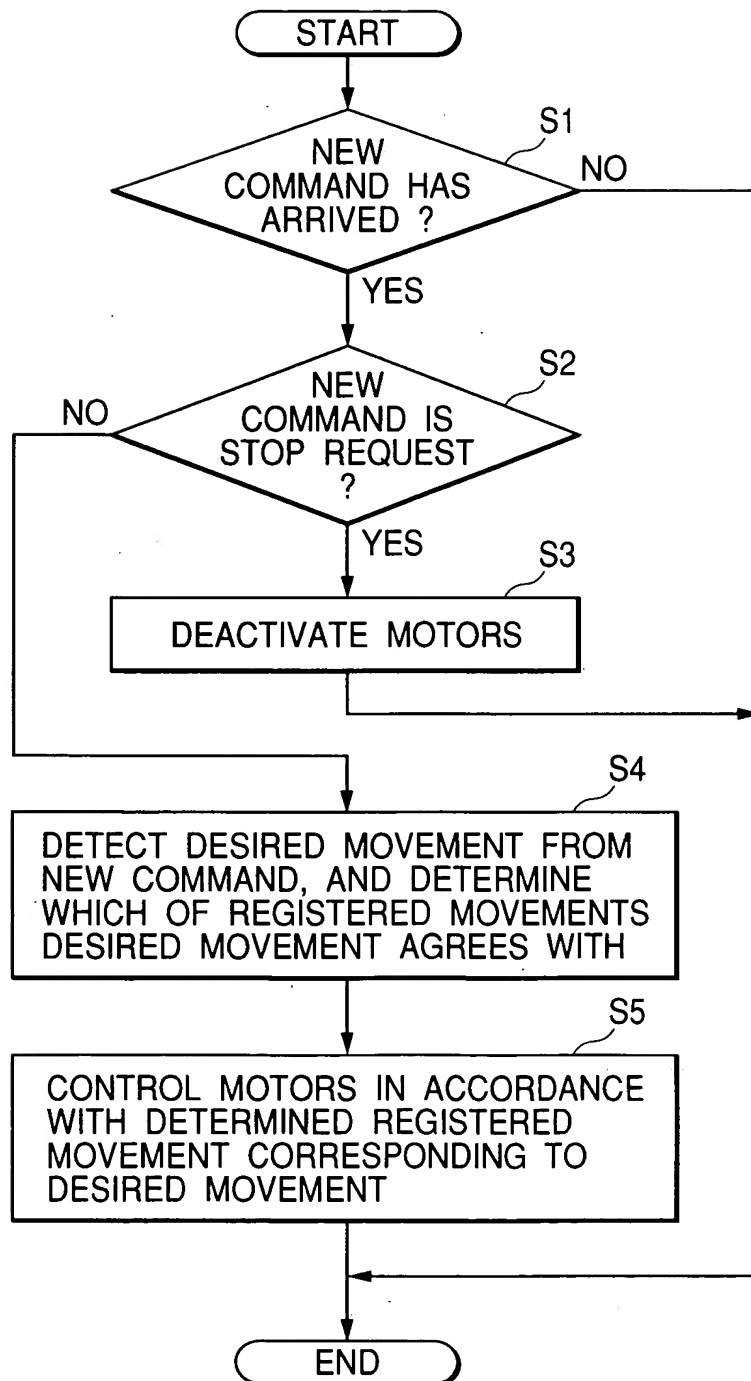 START
S1
NEW
COMMAND HAS
ARRIVED ?
NO
YES
S2
NEW
COMMAND IS
STOP REQUEST
?
NO
YES
S3
DEACTIVATE MOTORS
S4
DETECT DESIRED MOVEMENT FROM
NEW COMMAND, AND DETERMINE
WHICH OF REGISTERED MOVEMENTS
DESIRED MOVEMENT AGREES WITH
S5
CONTROL MOTORS IN ACCORDANCE
WITH DETERMINED REGISTERED
MOVEMENT CORRESPONDING TO
DESIRED MOVEMENT
END